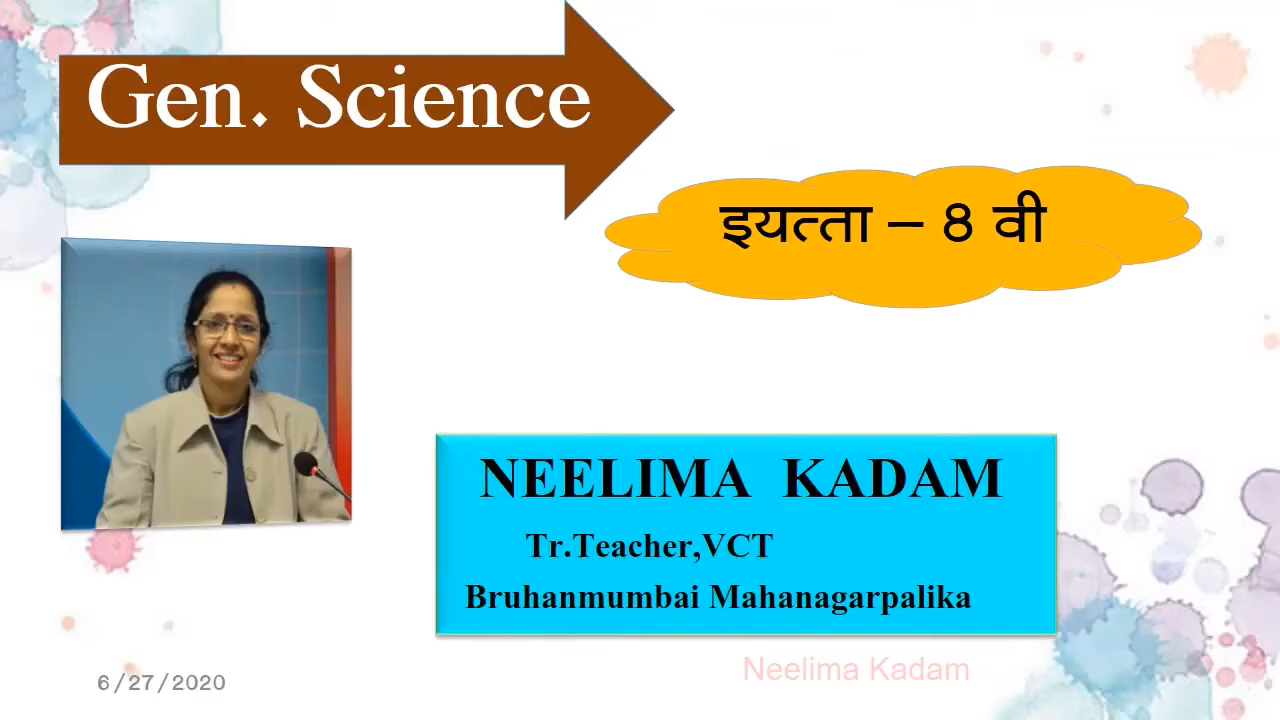 Gen. Science
इयत्ता – 8 वी
NEELIMA KADAM
Tr.Teacher,VCT
Bruhanmumbai Mahanagarpalika
Neelima Kadam
6/27/2020